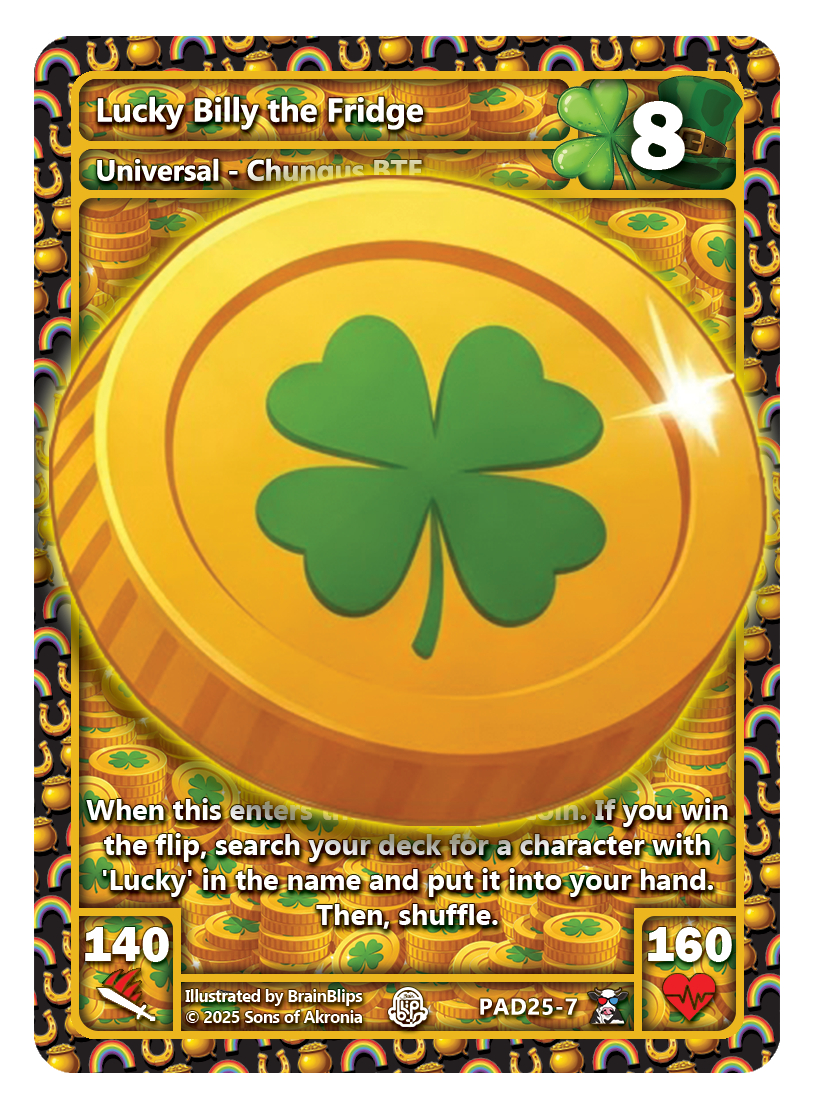 Lucky Billy the Fridge
8
Universal - Chungus BTF
When this enters coin. If you win
the flip, search your deck for a character with
'Lucky' in the name and put it into your hand.
Then, shuffle.
140
160
Illustrated by BrainBlips
© 2025 Sons of Akronia
PAD25-7